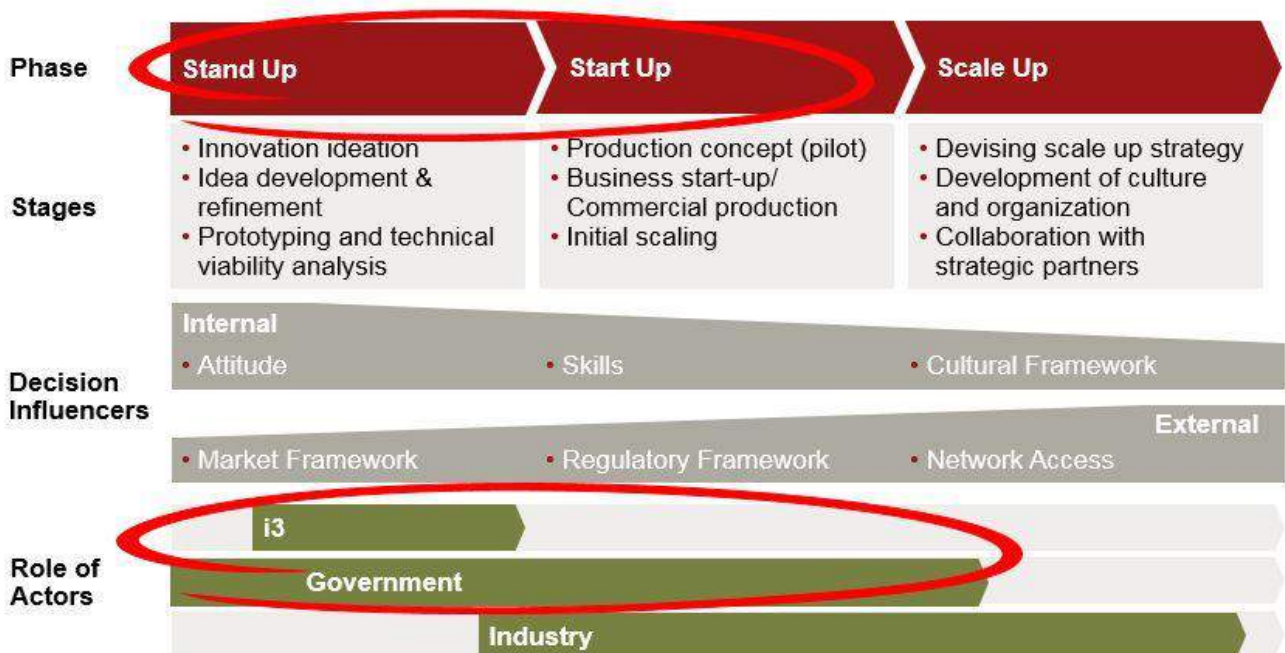 Phase
Stand Up
Start Up
Scale Up
Stages
• Innovation ideation
• Idea development &
refinement
• Prototyping and technical
viability analysis
• Production concept (pilot)
• Business start-up/
Commercial production
• Initial scaling
• Devising scale up strategy
• Development of culture
and organization
• Collaboration with
strategic partners
Decision
Influencers
Internal
• Attitude
• Skills
• Cultural Framework
External
• Market Framework
• Regulatory Framework
• Network Access
Role of
Actors
i3
Government
Industry